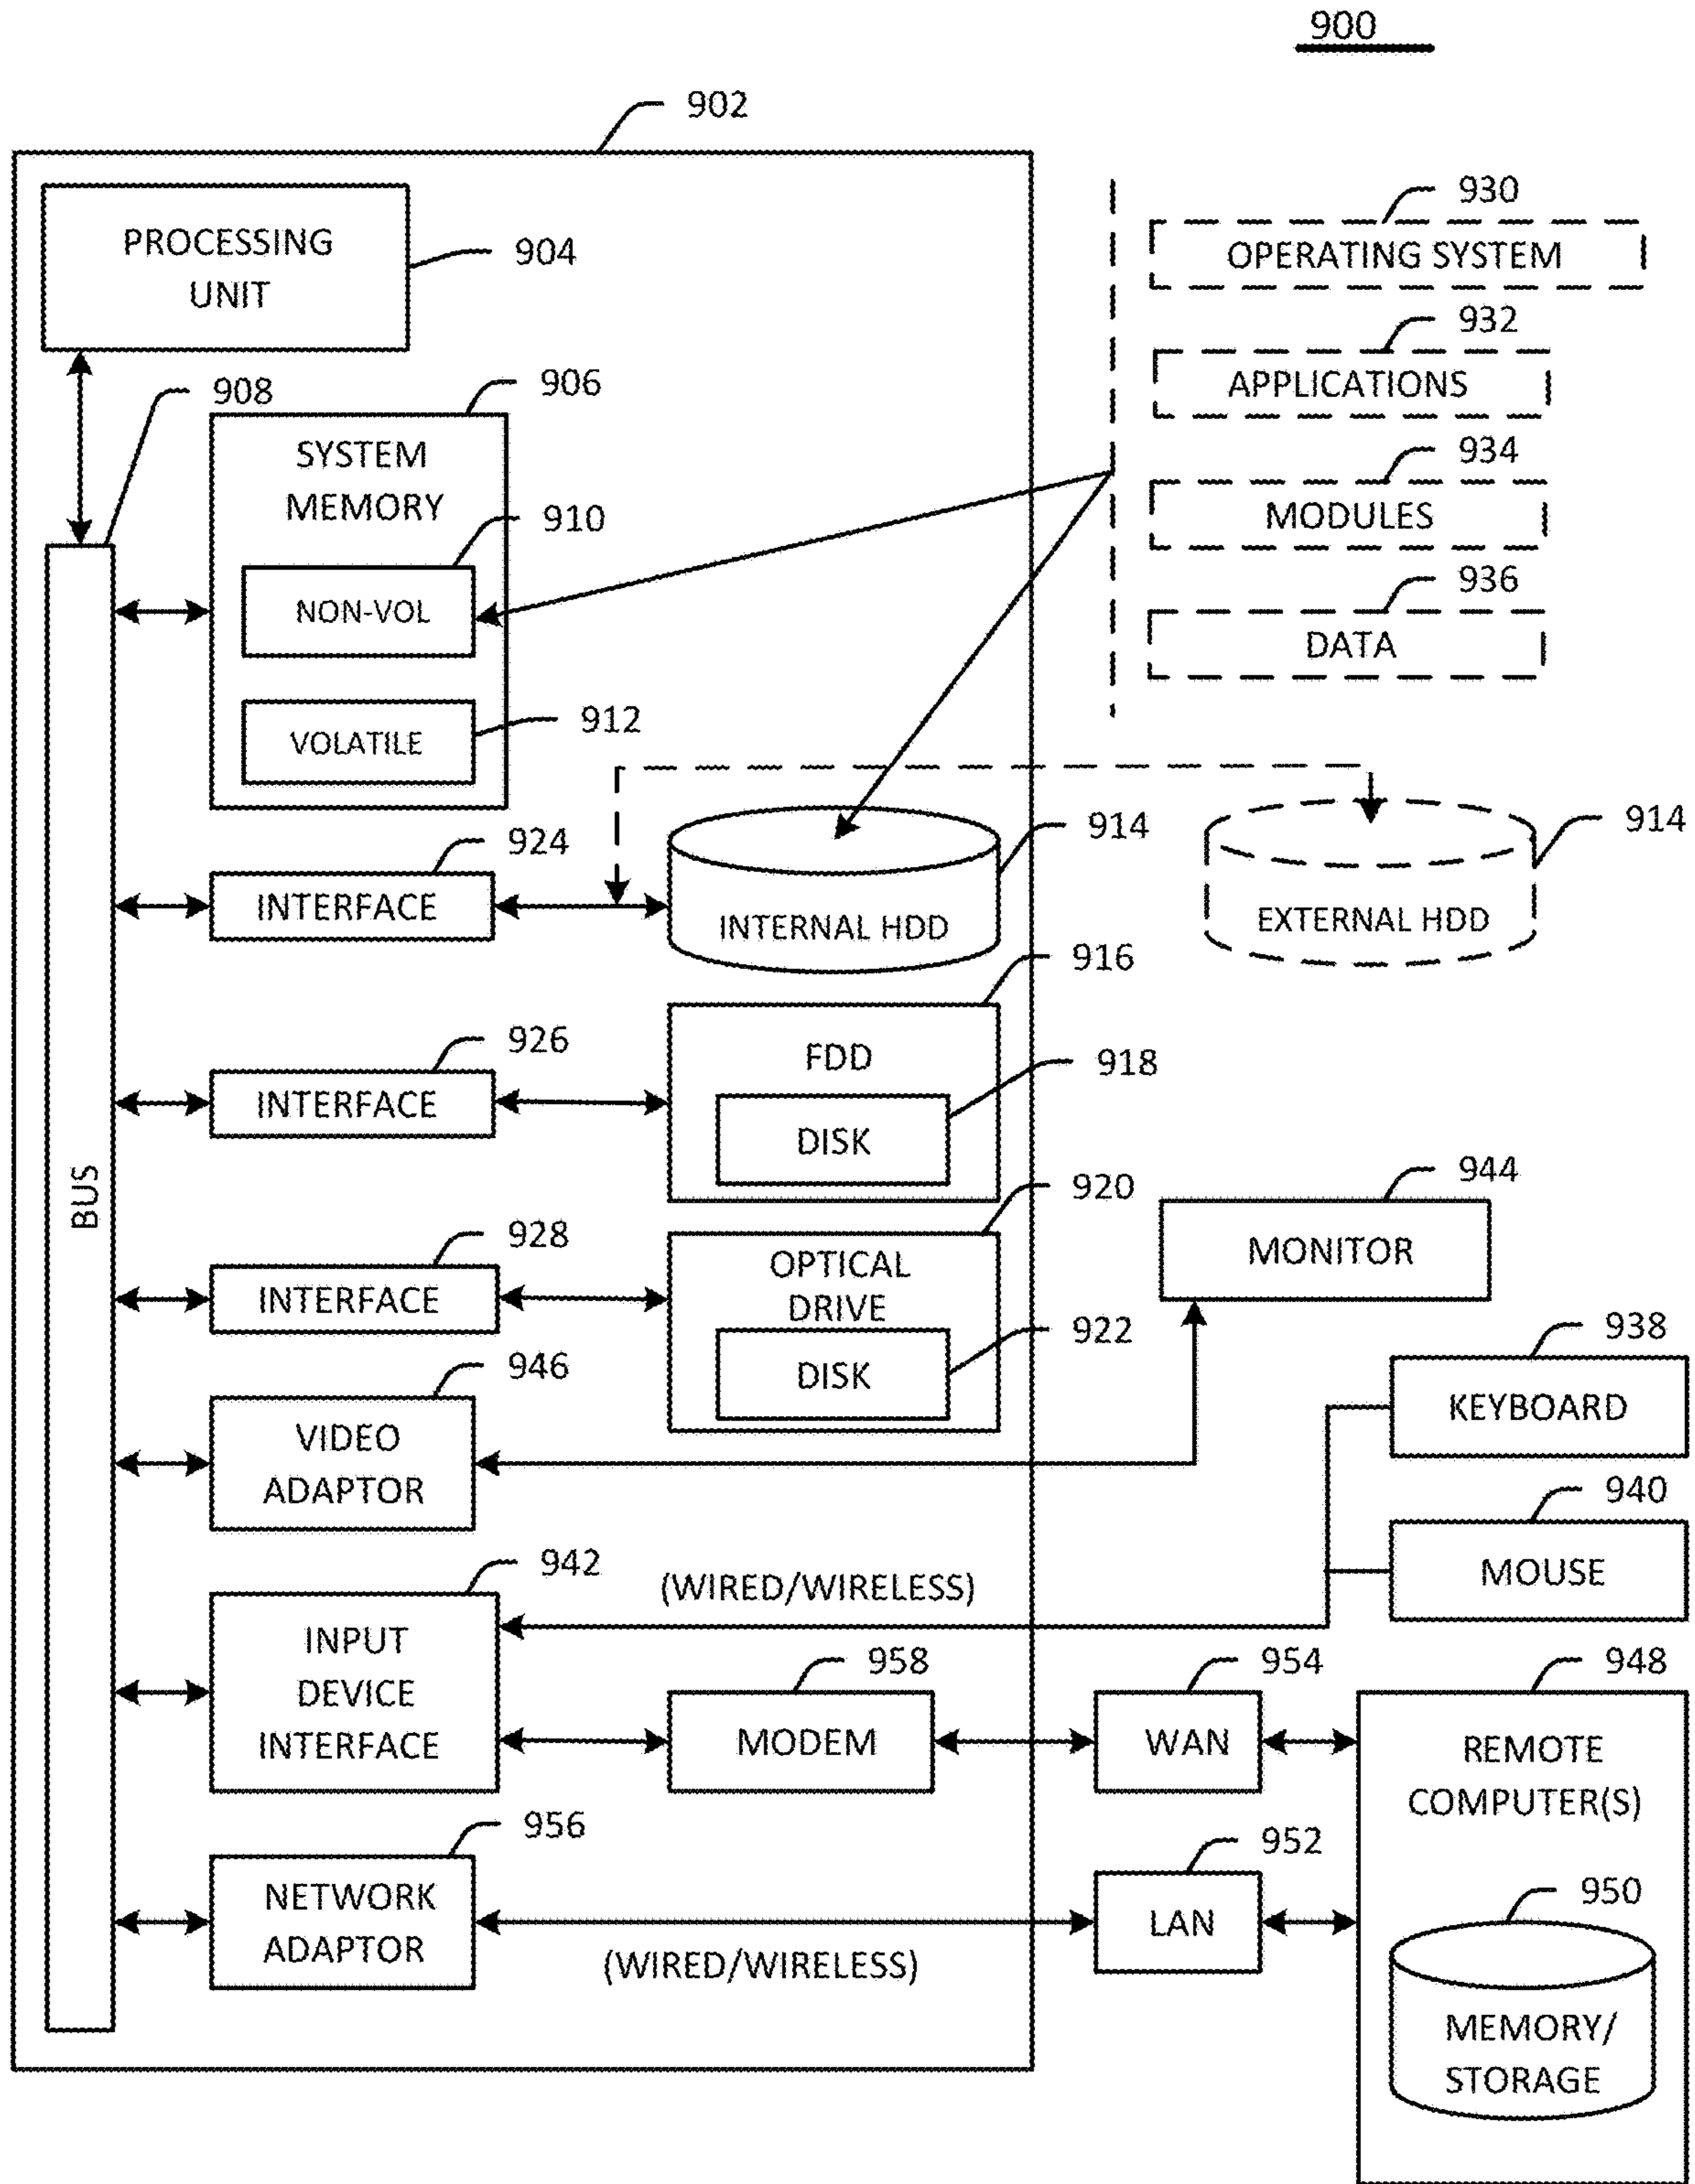 900
902
PROCESSING
UNIT
904
930
OPERATING SYSTEM
932
APPLICATIONS
934
MODULES
936
DATA
908
906
SYSTEM
MEMORY
910
NON-VOL
912
VOLATILE
BUS
924
INTERFACE
914
INTERNAL HDD
914
EXTERNAL HDD
926
INTERFACE
916
FDD
918
DISK
928
INTERFACE
920
OPTICAL
DRIVE
922
DISK
944
MONITOR
946
VIDEO
ADAPTOR
938
KEYBOARD
940
MOUSE
942
INPUT
DEVICE
INTERFACE
(WIRED/WIRELESS)
958
MODEM
954
WAN
948
REMOTE
COMPUTER(S)
956
NETWORK
ADAPTOR
(WIRED/WIRELESS)
952
LAN
950
MEMORY/
STORAGE